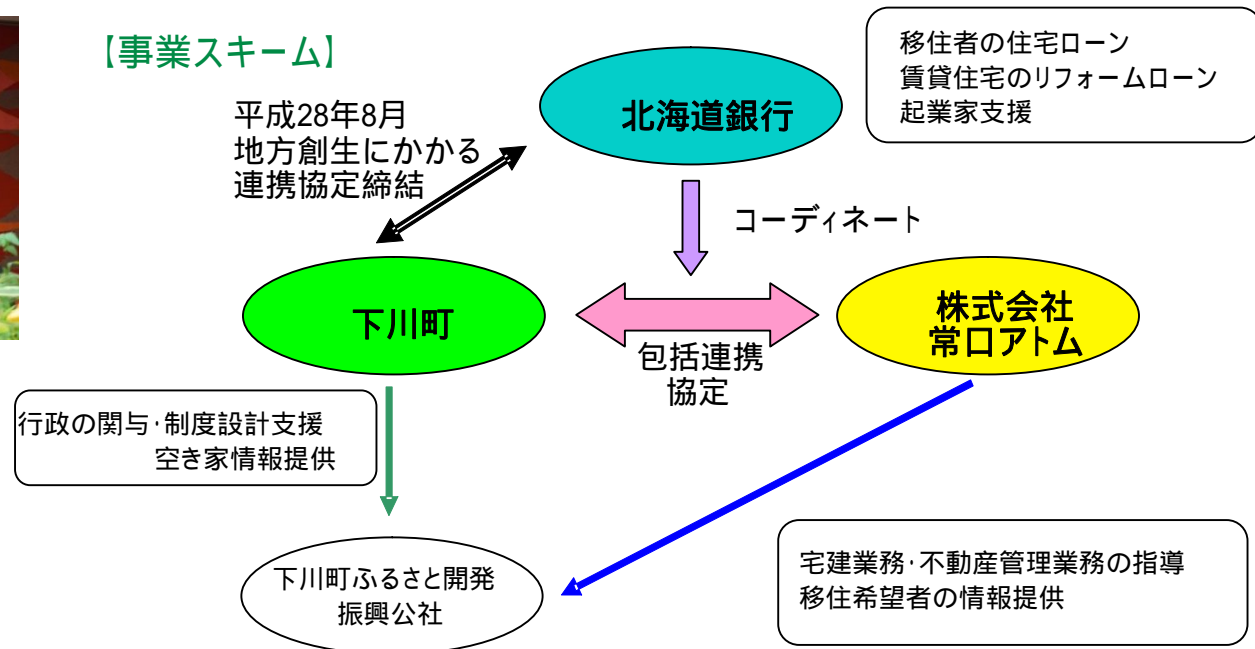 【事業スキーム】
平成28年8月
地方創生にかかる
連携協定締結
北海道銀行
移住者の住宅ローン
賃貸住宅のリフォームローン
起業家支援
コーディネート
下川町
包括連携
協定
株式会社
常口アトム
行政の関与･制度設計支援
空き家情報提供
下川町ふるさと開発
振興公社
宅建業務･不動産管理業務の指導
移住希望者の情報提供